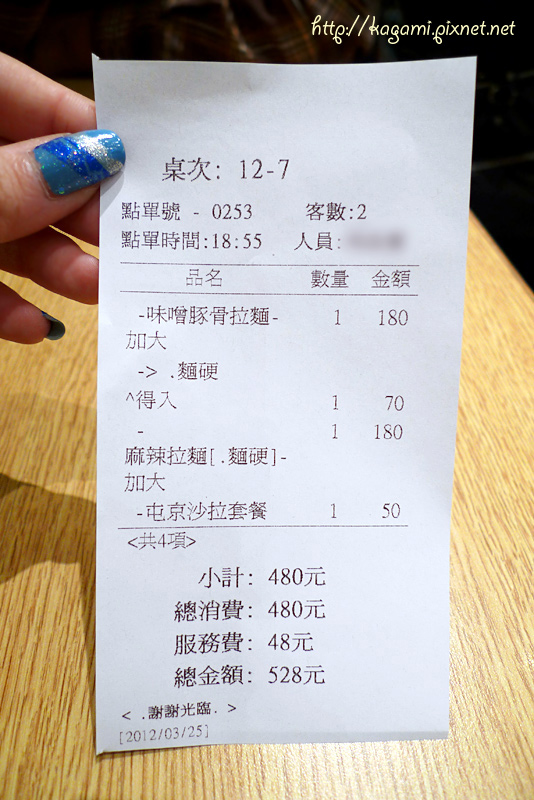 http://kagami.pixnet.net
桌次: 12-7
點單號 - 0253 客數:2
點單時間:18:55 人員:
品名 數量 金額
-味噌豚骨拉麵- 1 180
加大
-> .麵硬
^得入 1 70
- 1 180
麻辣拉麵[.麵硬]-
加大
-屯京沙拉套餐 1 50
<共4項>
小計: 480元
總消費: 480元
服務費: 48元
總金額: 528元
< .謝謝光臨. >
[2012/03/25]